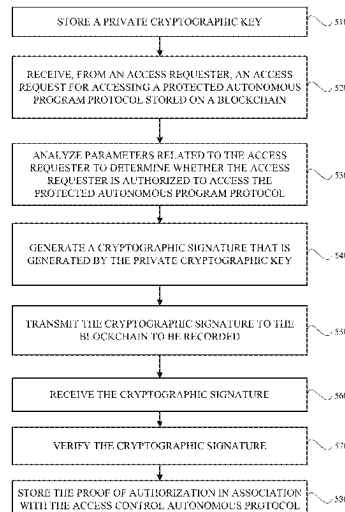 STORE A PRIVATE CRYPTOGRAPHIC KEY
510
RECEIVE, FROM AN ACCESS REQUESTER, AN ACCESS
REQUEST FOR ACCESSING A PROTECTED AUTONOMOUS
PROGRAM PROTOCOL STORED ON A BLOCKCHAIN
520
ANALYZE PARAMETERS RELATED TO THE ACCESS
REQUESTER TO DETERMINE WHETHER THE ACCESS
REQUESTER IS AUTHORIZED TO ACCESS THE
PROTECTED AUTONOMOUS PROGRAM PROTOCOL
530
GENERATE A CRYPTOGRAPHIC SIGNATURE THAT IS
GENERATED BY THE PRIVATE CRYPTOGRAPHIC KEY
540
TRANSMIT THE CRYPTOGRAPHIC SIGNATURE TO THE
BLOCKCHAIN TO BE RECORDED
550
RECEIVE THE CRYPTOGRAPHIC SIGNATURE
560
VERIFY THE CRYPTOGRAPHIC SIGNATURE
570
STORE THE PROOF OF AUTHORIZATION IN ASSOCIATION
WITH THE ACCESS CONTROL AUTONOMOUS PROTOCOL
580